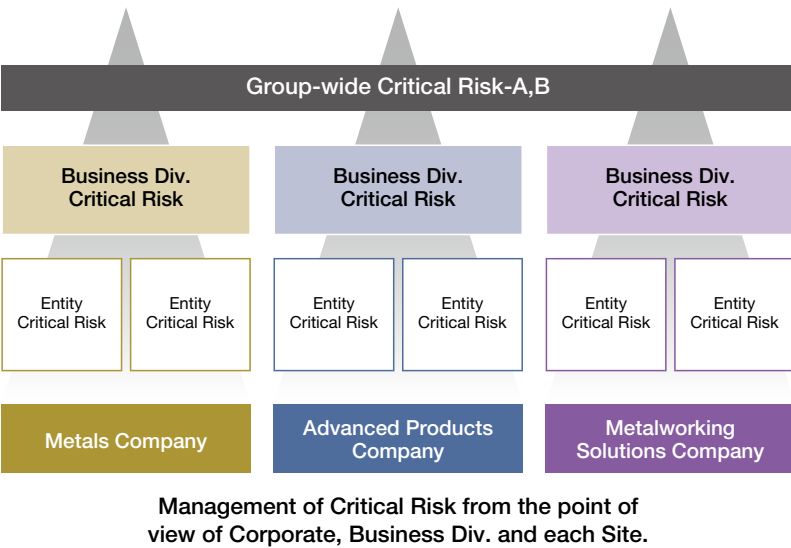 Group-wide Critical Risk-A,B
Business Div.
Critical Risk
Business Div.
Critical Risk
Business Div.
Critical Risk
Entity
Critical Risk
Entity
Critical Risk
Entity
Critical Risk
Entity
Critical Risk
Entity
Critical Risk
Entity
Critical Risk
Metals Company
Advanced Products
Company
Metalworking
Solutions Company
Management of Critical Risk from the point of
view of Corporate, Business Div. and each Site.